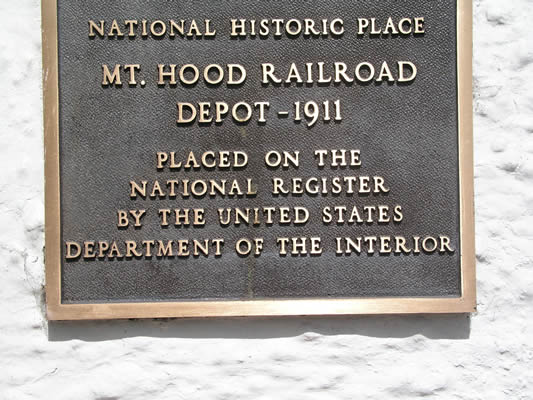 NATIONAL HISTORIC PLACE
MT. HOOD RAILROAD
DEPOT - 1911
PLACED ON THE
NATIONAL REGISTER
BY THE UNITED STATES
DEPARTMENT OF THE INTERIOR